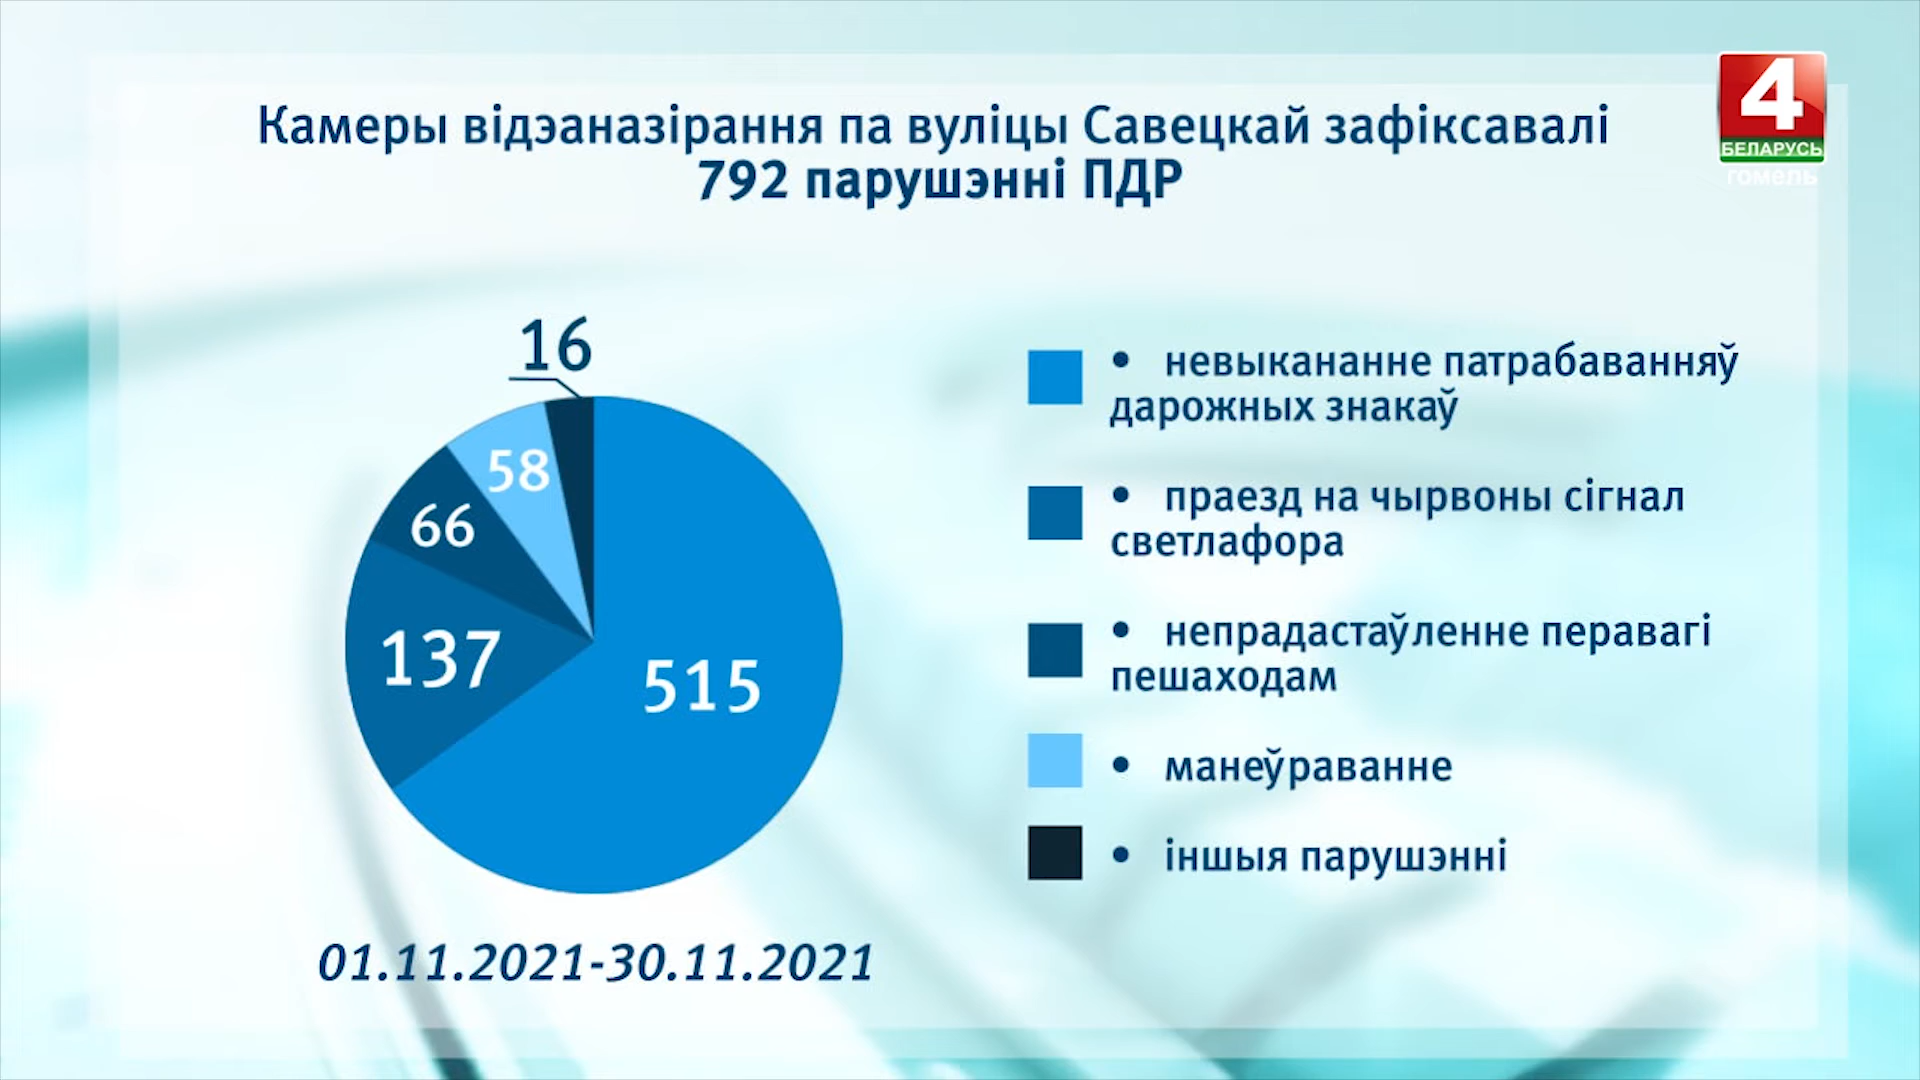 Камеры відэаназірання па вуліцы Савецкай зафіксавалі
792 парушэнні ПДР
4
БЕЛАРУСЬ
гомель
16
58
66
137
515
• невыкананне патрабаванняў
дарожных знакаў
• праезд на чырвоны сігнал
светлафора
• непрадастаўленне перавагі
пешаходам
• манеўраванне
• іншыя парушэнні
01.11.2021-30.11.2021